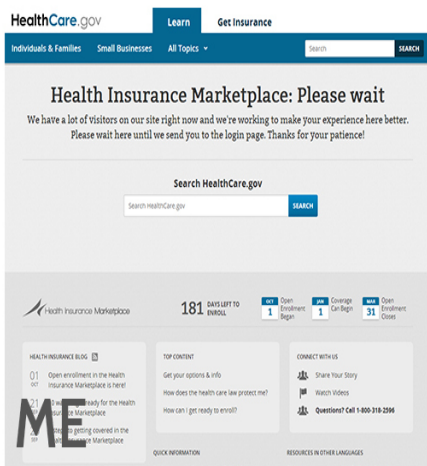 HealthCare.gov
Learn
Get Insurance
Individuals & Families
Small Businesses
All Topics
Search
SEARCH
Health Insurance Marketplace: Please wait
We have a lot of visitors on our site right now and we're working to make your experience here better.
Please wait here until we send you to the login page. Thanks for your patience!
Search HealthCare.gov
Search HealthCare.gov
SEARCH
Health Insurance Marketplace
181 DAYS LEFT TO
ENROLL
OCT
1
Open
Enrollment
Began
JAN
1
Coverage
Can Begin
MAR
31
Open
Enrollment
Closes
HEALTH INSURANCE BLOG
01
OCT
Open enrollment in the Health
Insurance Marketplace is here!
21
ready for the Health
Insurance Marketplace
to getting covered in the
Insurance Marketplace
ME
TOP CONTENT
Get your options & info
How does the health care law protect me?
How can I get ready to enroll?
QUICK INFORMATION
CONNECT WITH US
Share Your Story
Watch Videos
Questions? Call 1-800-318-2596
RESOURCES IN OTHER LANGUAGES